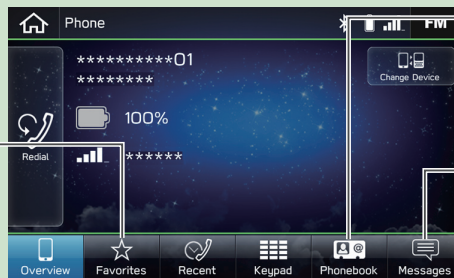 Phone
FM
**********01
********
Change Device
100%
Redial
******
Overview
Favorites
Recent
Keypad
Phonebook
Messages